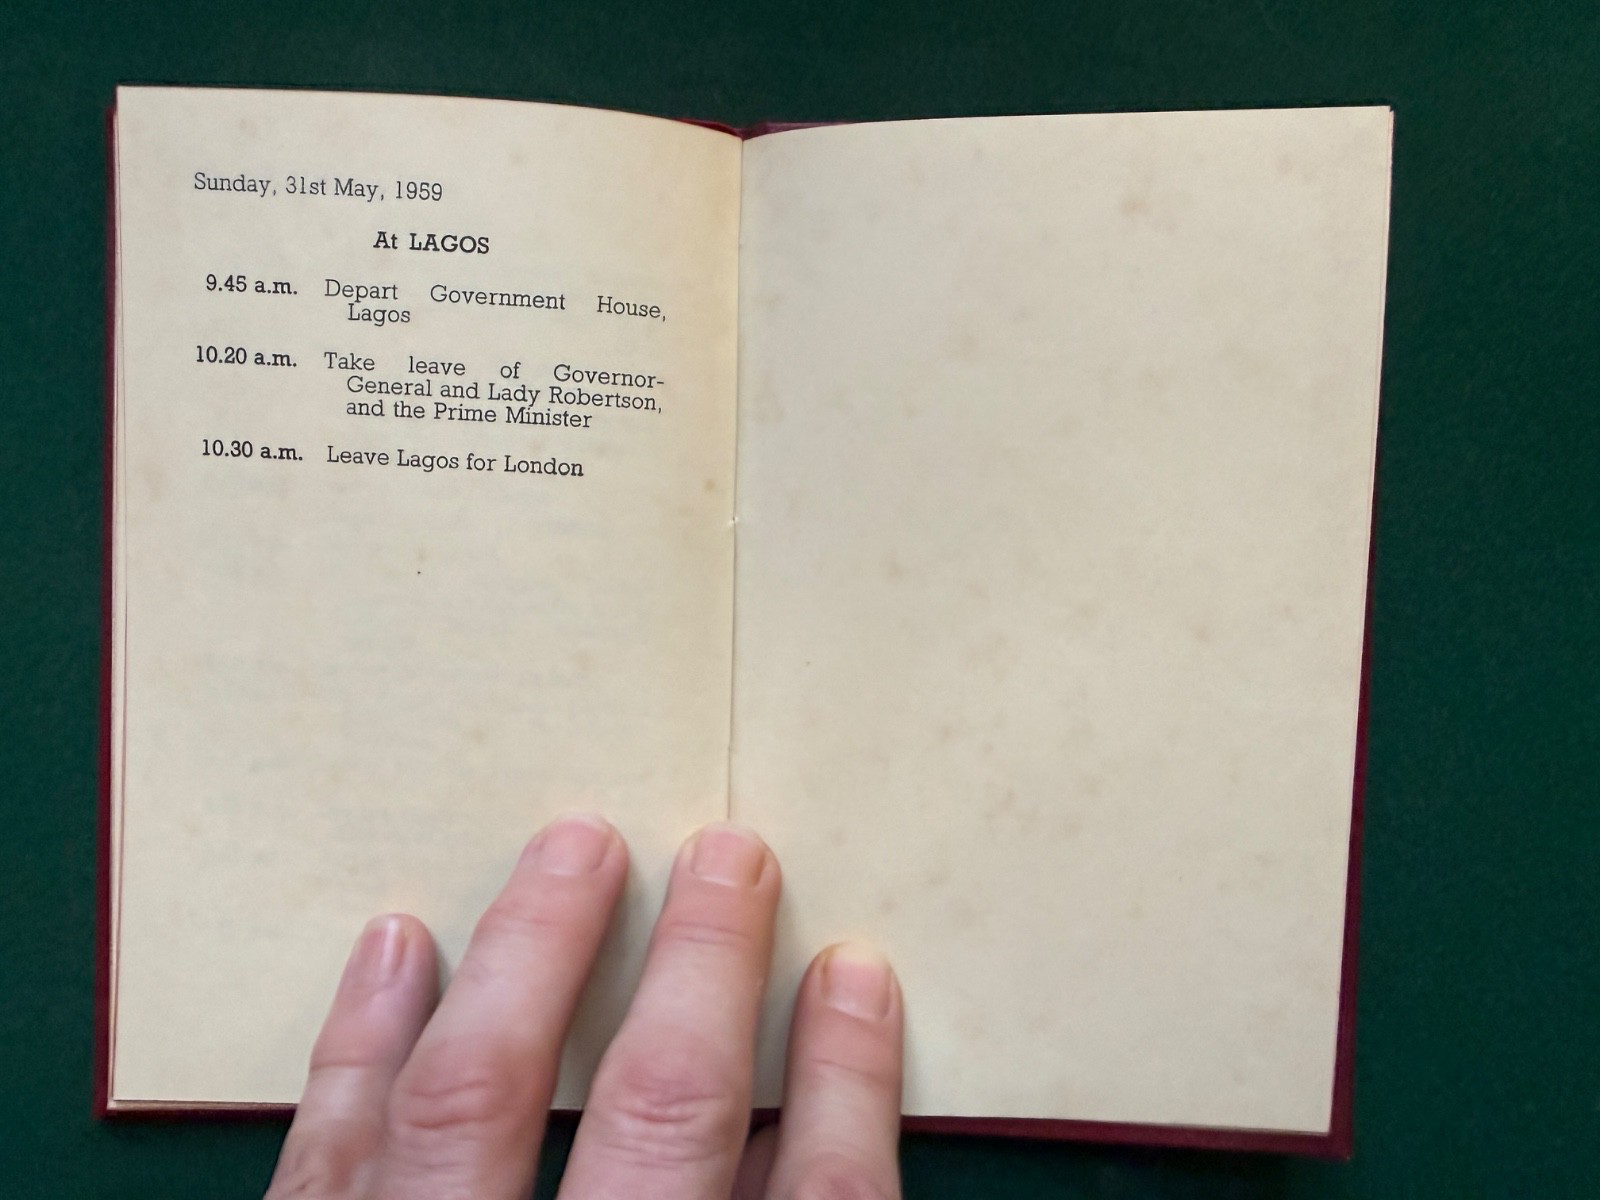 Sunday, 31st May, 1959
At LAGOS
9.45 a.m. Depart Government House,
Lagos
10.20 a.m. Take leave of Governor-
General and Lady Robertson,
and the Prime Minister
10.30 a.m. Leave Lagos for London